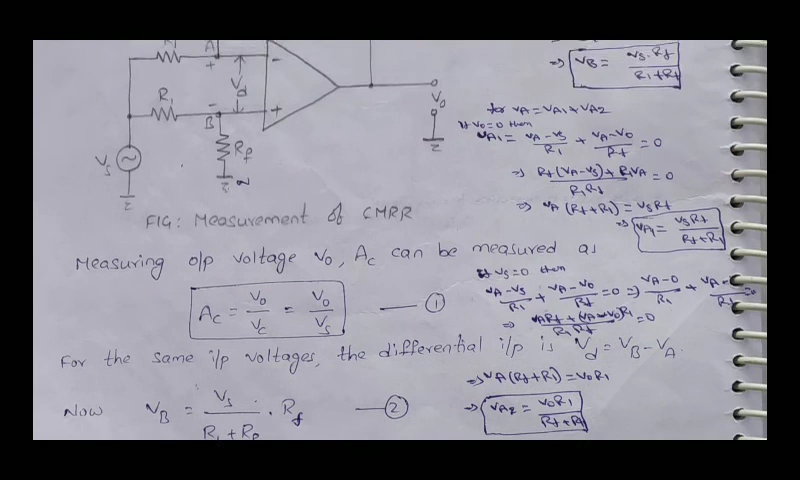 R1
A
+
-
Vd
R1
-
B
+
Rf
Vs
Vo
FIG: Measurement of CMRR
Measuring o/p voltage Vo, Ac can be measured as
Ac = Vo/Vc = Vo/Vs — ①
For the same i/p voltages, the differential i/p is Vd = VB - VA.
Now VB = Vs/(R1 + Rf) . Rf — ②
⇒ VB = Vs.Rf/(R1+Rf)
for VA = VA1 + VA2
If Vo=0 then
VA1 = (VA-Vs)/R1 + (VA-Vo)/Rf = 0
⇒ (Rf(VA-Vs) + R1VA)/(R1Rf) = 0
⇒ VA (Rf+R1) = VsRf
⇒ VA1 = VsRf/(Rf+R1)
If Vs=0 then
(VA-Vs)/R1 + (VA-Vo)/Rf = 0 ⇒ (VA-0)/R1 +
⇒ (VARf + (VA-Vo)R1)/(R1Rf) = 0
⇒ VA(Rf+R1) = VoR1
⇒ VA2 = VoR1/(Rf+R1)